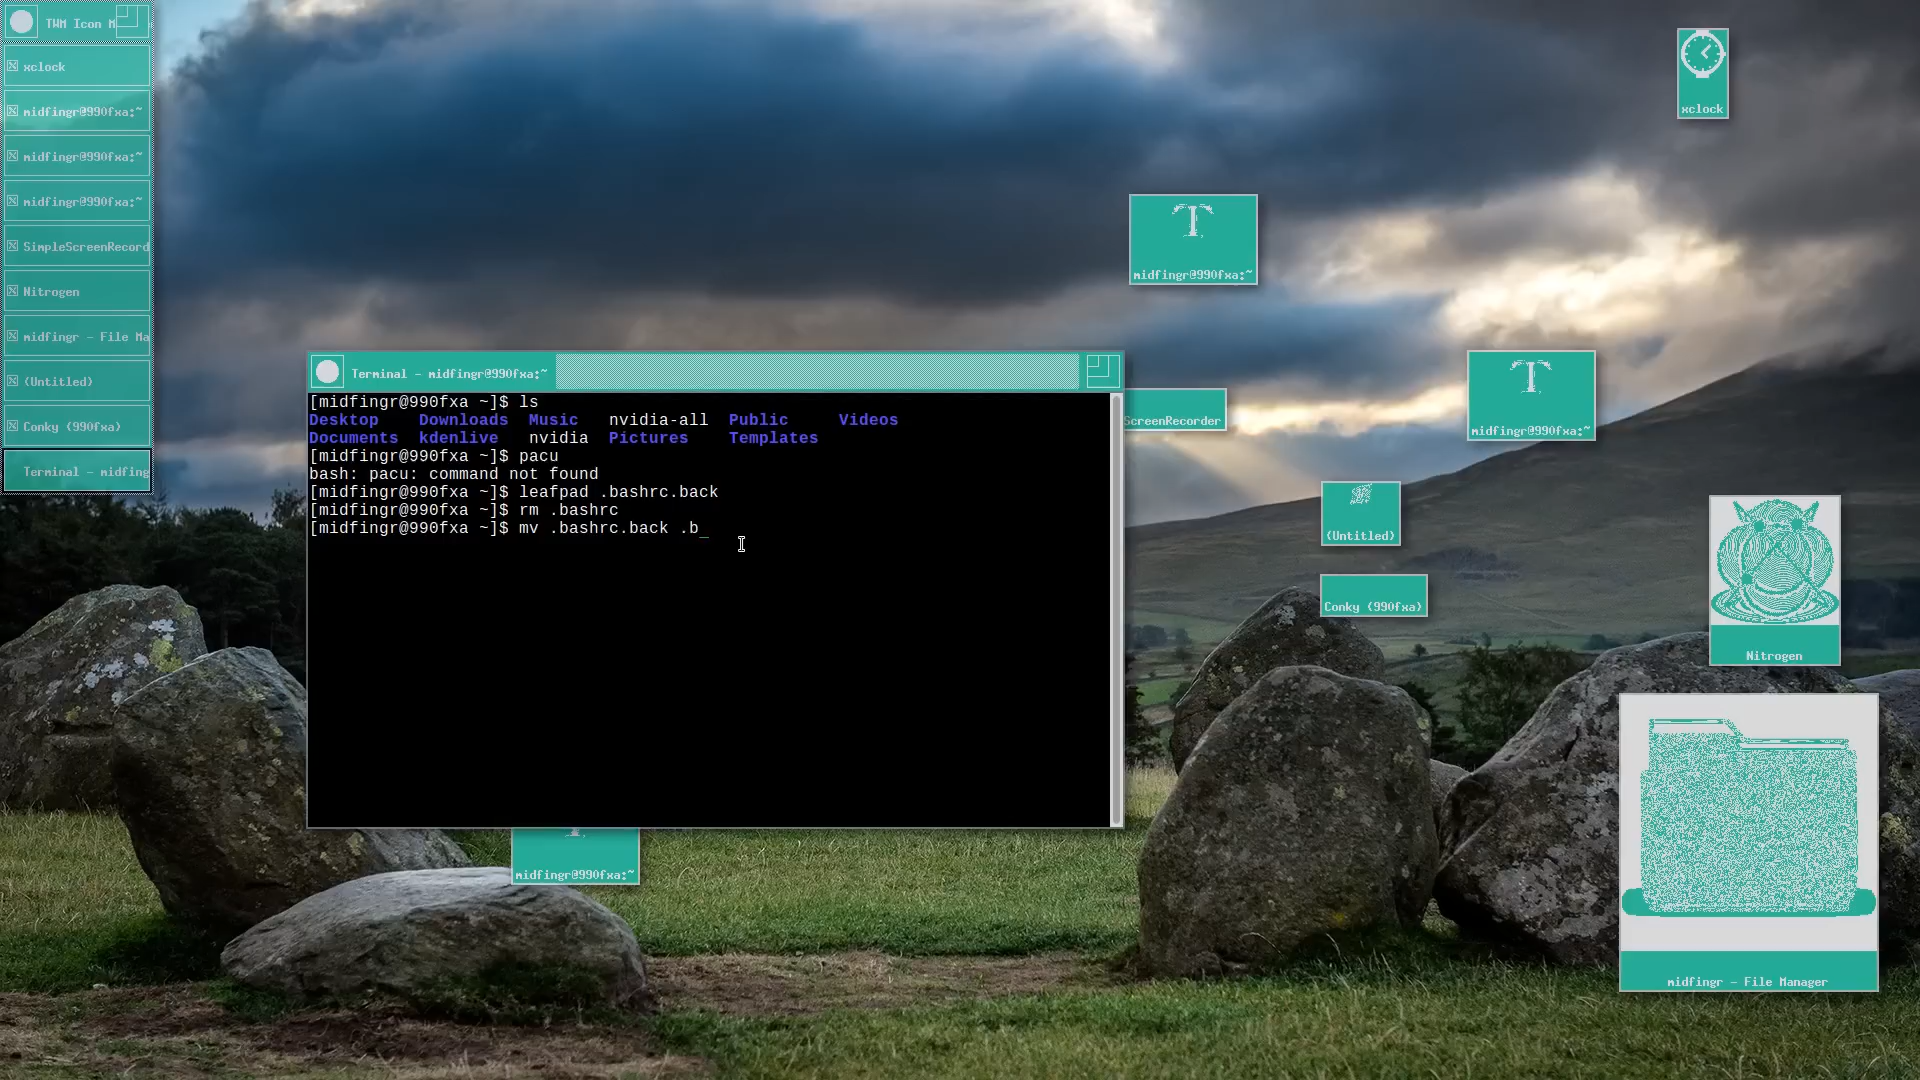 TWM Icon M
xclock
midfingr@990fxa:~
midfingr@990fxa:~
midfingr@990fxa:~
SimpleScreenRecord
Nitrogen
midfingr - File Ma
(Untitled)
Conky (990fxa)
Terminal - midfing
xclock
midfingr@990fxa:~
Terminal - midfingr@990fxa:~
[midfingr@990fxa ~]$ ls
Desktop Downloads Music nvidia-all Public Videos
Documents kdenlive nvidia Pictures Templates
[midfingr@990fxa ~]$ pacu
bash: pacu: command not found
[midfingr@990fxa ~]$ leafpad .bashrc.back
[midfingr@990fxa ~]$ rm .bashrc
[midfingr@990fxa ~]$ mv .bashrc.back .b_
ScreenRecorder
midfingr@990fxa:~
(Untitled)
Conky (990fxa)
Nitrogen
midfingr@990fxa:~
midfingr - File Manager